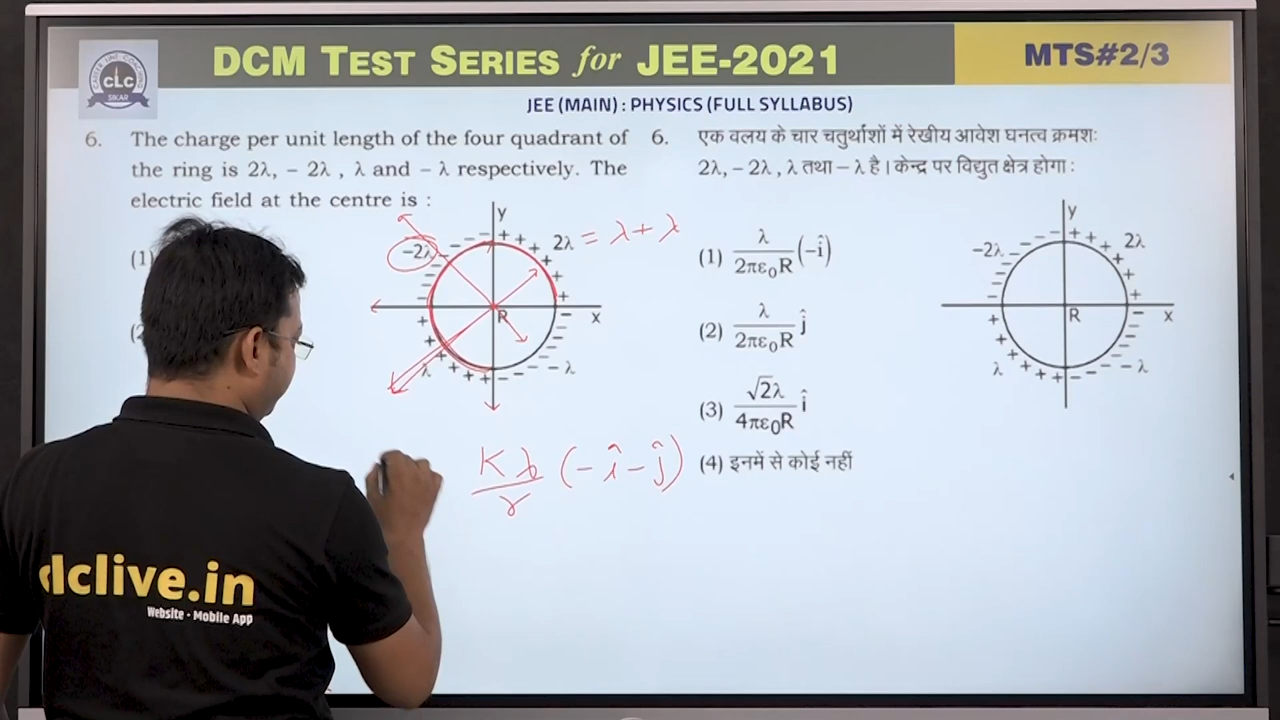 DCM TEST SERIES for JEE-2021
MTS#2/3
CLC
SIKAR
JEE (MAIN) : PHYSICS (FULL SYLLABUS)
6. The charge per unit length of the four quadrant of
the ring is 2λ, – 2λ , λ and – λ respectively. The
electric field at the centre is :
y
–2λ
2λ = λ + λ
R
x
λ
– λ
(1)
Kλ/r (-î-ĵ)
6. एक वलय के चार चतुर्थांशों में रेखीय आवेश घनत्व क्रमशः
2λ, – 2λ , λ तथा – λ है। केन्द्र पर विद्युत क्षेत्र होगा :
(1) λ/2πε₀R (–î)
(2) λ/2πε₀R ĵ
(3) √2λ/4πε₀R î
(4) इनमें से कोई नहीं
y
–2λ
2λ
R
x
λ
– λ
clclive.in
Website - Mobile App